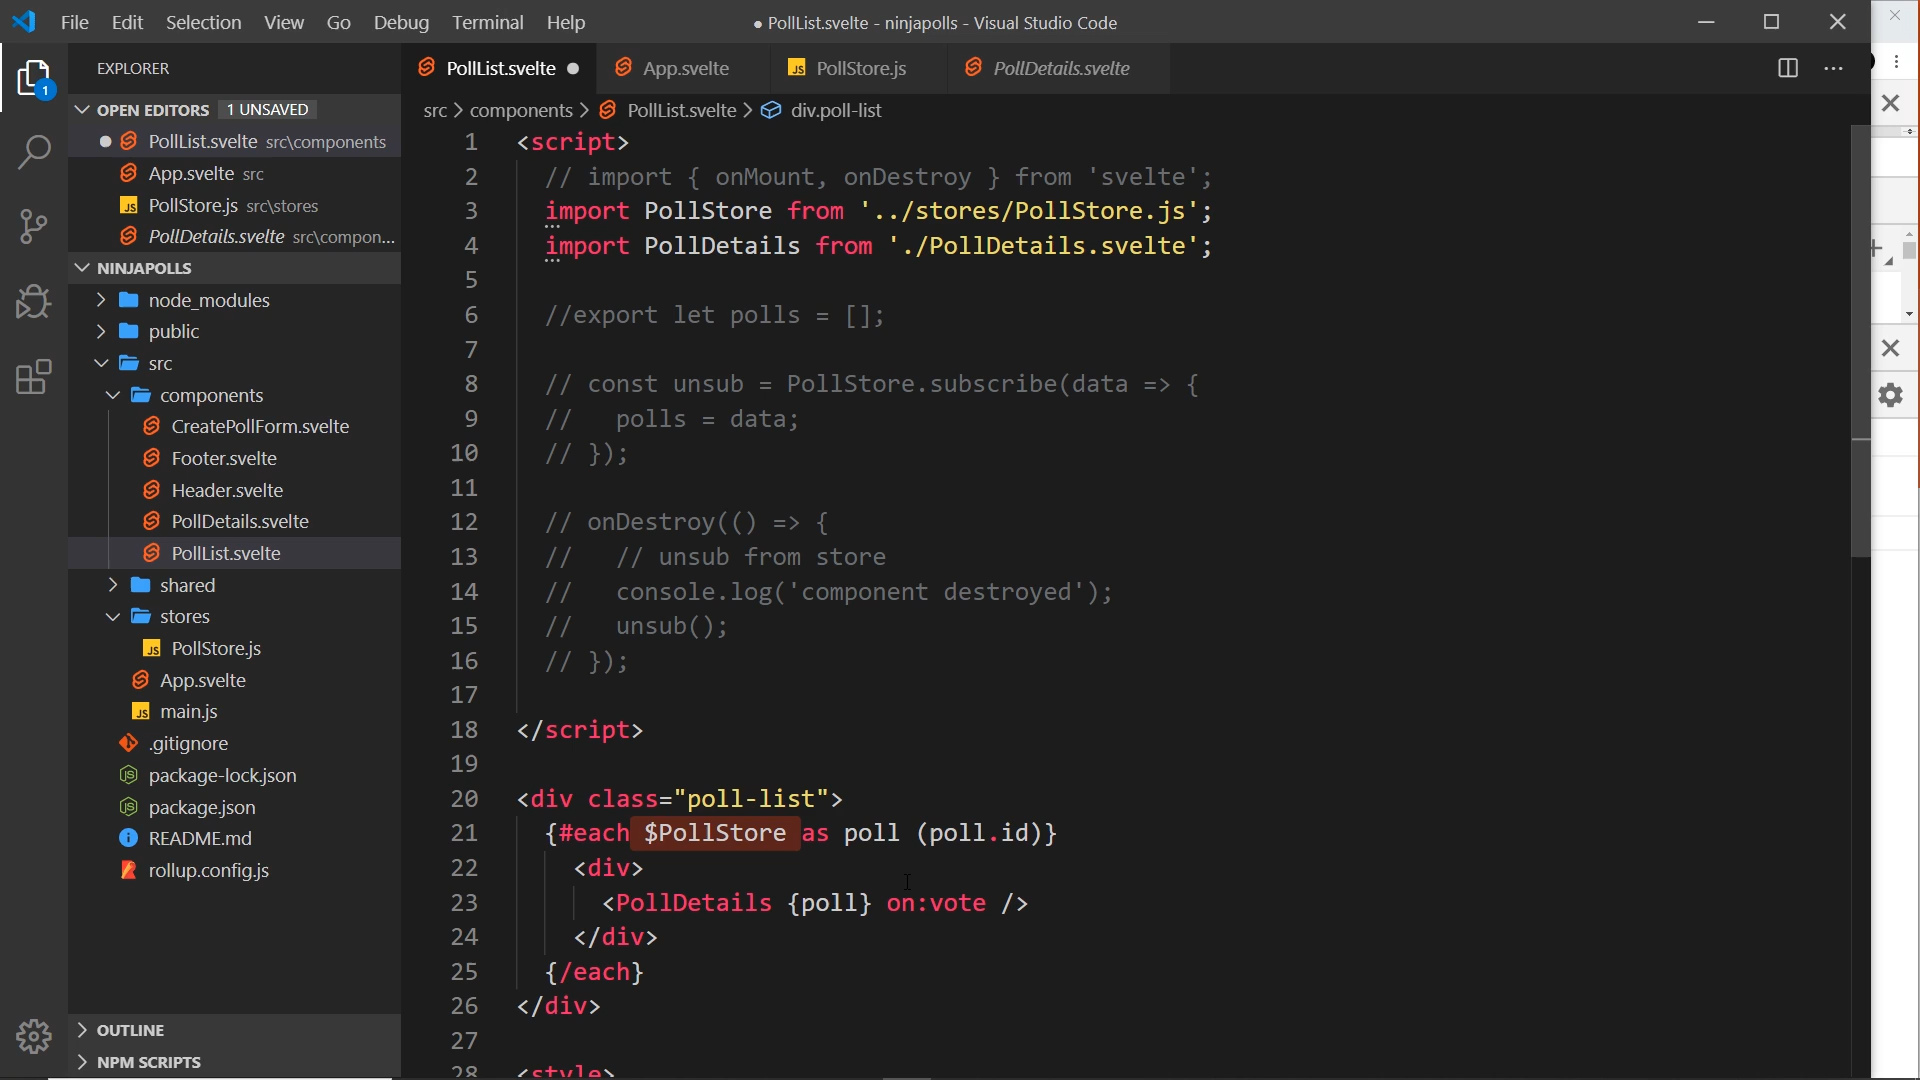 File Edit Selection View Go Debug Terminal Help
● PollList.svelte - ninjapolls - Visual Studio Code
EXPLORER
OPEN EDITORS 1 UNSAVED
PollList.svelte src\components
App.svelte src
PollStore.js src\stores
PollDetails.svelte src\compon...
NINJAPOLLS
node_modules
public
src
components
CreatePollForm.svelte
Footer.svelte
Header.svelte
PollDetails.svelte
PollList.svelte
shared
stores
PollStore.js
App.svelte
main.js
.gitignore
package-lock.json
package.json
README.md
rollup.config.js
OUTLINE
NPM SCRIPTS
1
PollList.svelte App.svelte JS PollStore.js PollDetails.svelte
src > components > PollList.svelte > div.poll-list
1 <script>
2 // import { onMount, onDestroy } from 'svelte';
3 import PollStore from '../stores/PollStore.js';
4 import PollDetails from './PollDetails.svelte';
5
6 //export let polls = [];
7
8 // const unsub = PollStore.subscribe(data => {
9 //   polls = data;
10 // });
11
12 // onDestroy(() => {
13 //   // unsub from store
14 //   console.log('component destroyed');
15 //   unsub();
16 // });
17
18 </script>
19
20 <div class="poll-list">
21 {#each $PollStore as poll (poll.id)}
22 <div>
23 <PollDetails {poll} on:vote />
24 </div>
25 {/each}
26 </div>
27
28 <style>